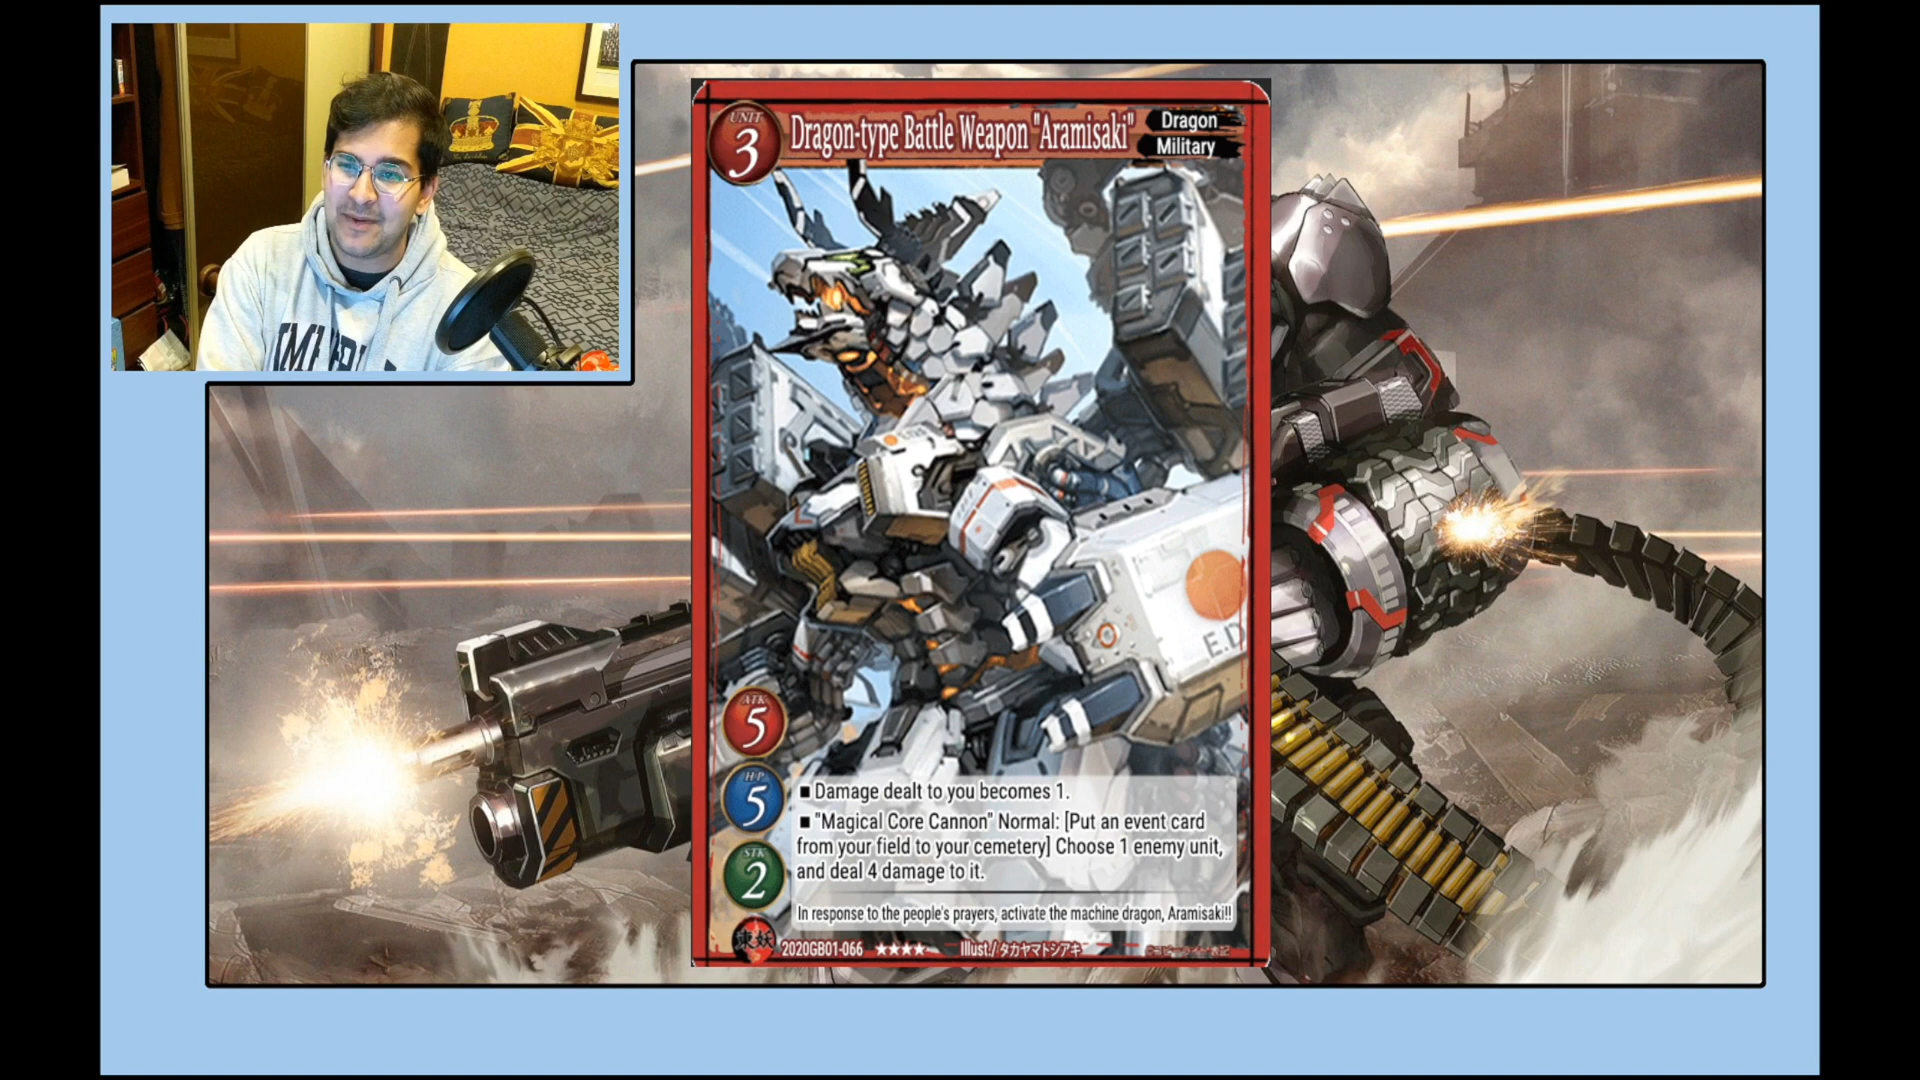 UNIT
3
Dragon-type Battle Weapon "Aramisaki"
Dragon
Military
E.D
ATK
5
HP
5
STK
2
■ Damage dealt to you becomes 1.
■ "Magical Core Cannon" Normal: [Put an event card
from your field to your cemetery] Choose 1 enemy unit,
and deal 4 damage to it.
In response to the people's prayers, activate the machine dragon, Aramisaki!!
東妖
2020GB01-066 ★★★★ Illust./タカヤマトシアキ